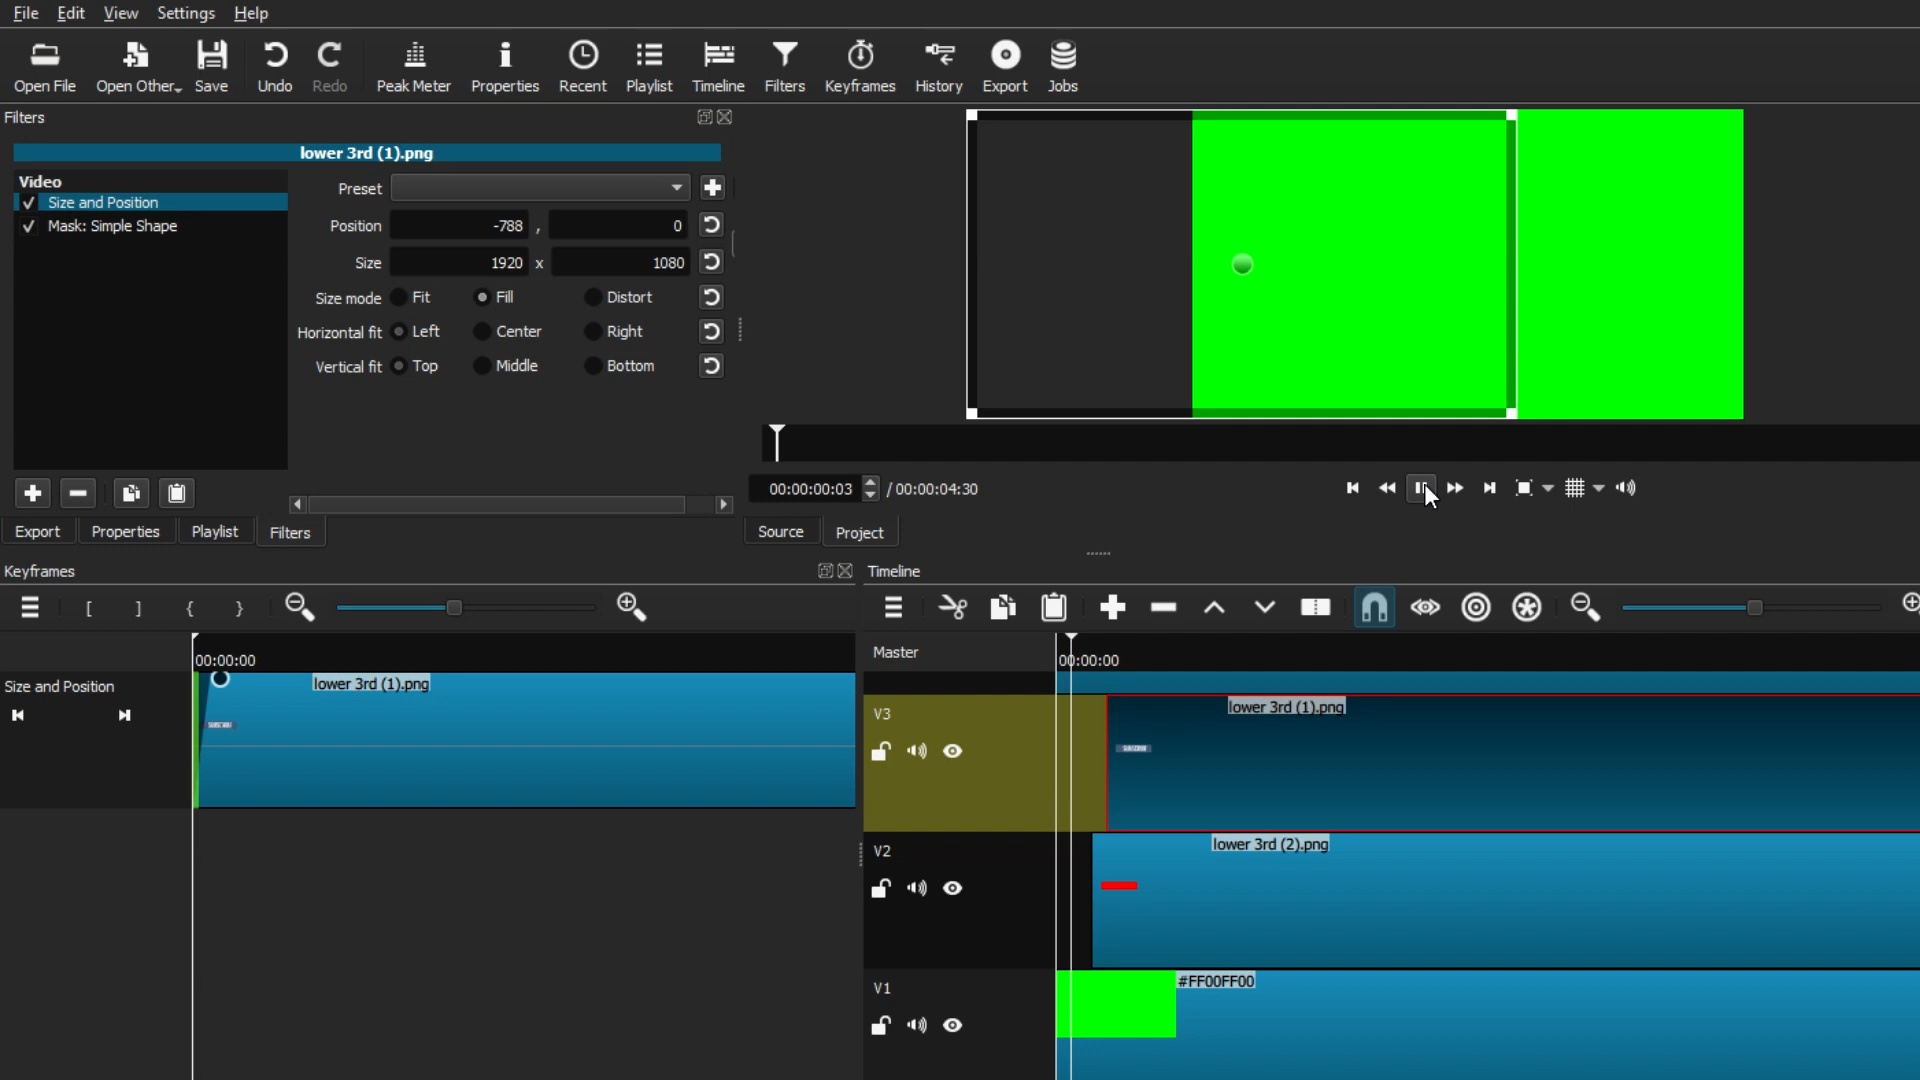 File Edit View Settings Help
Open File Open Other Save Undo Redo Peak Meter Properties Recent Playlist Timeline Filters Keyframes History Export Jobs
Filters
lower 3rd (1).png
Video
Size and Position
Mask: Simple Shape
Preset
Position -788 , 0
Size 1920 x 1080
Size mode Fit Fill Distort
Horizontal fit Left Center Right
Vertical fit Top Middle Bottom
00:00:00:03 / 00:00:04:30
Export Properties Playlist Filters
Source Project
Keyframes
Timeline
[ ] { }
00:00:00
Size and Position
lower 3rd (1).png
SUBSCRIBE
Master
00:00:00
V3
lower 3rd (1).png
SUBSCRIBE
V2
lower 3rd (2).png
V1
#FF00FF00